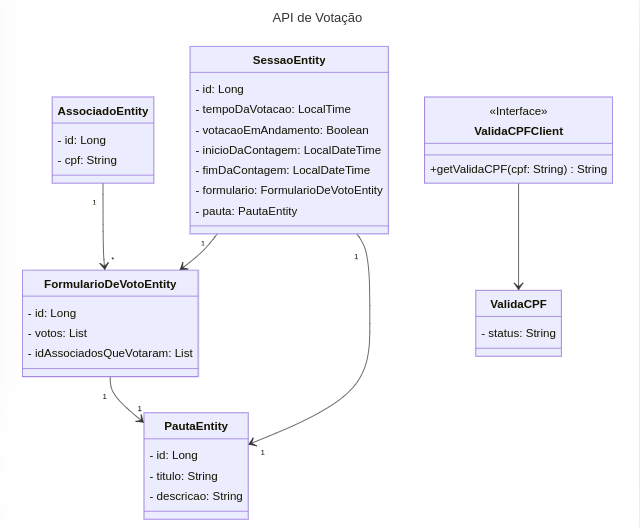 API de Votação
SessaoEntity
- id: Long
- tempoDaVotacao: LocalTime
- votacaoEmAndamento: Boolean
- inicioDaContagem: LocalDateTime
- fimDaContagem: LocalDateTime
- formulario: FormularioDeVotoEntity
- pauta: PautaEntity
AssociadoEntity
- id: Long
- cpf: String
«Interface»
ValidaCPFClient
+getValidaCPF(cpf: String) : String
1
*
1
1
FormularioDeVotoEntity
- id: Long
- votos: List
- idAssociadosQueVotaram: List
ValidaCPF
- status: String
1
1
1
PautaEntity
- id: Long
- titulo: String
- descricao: String